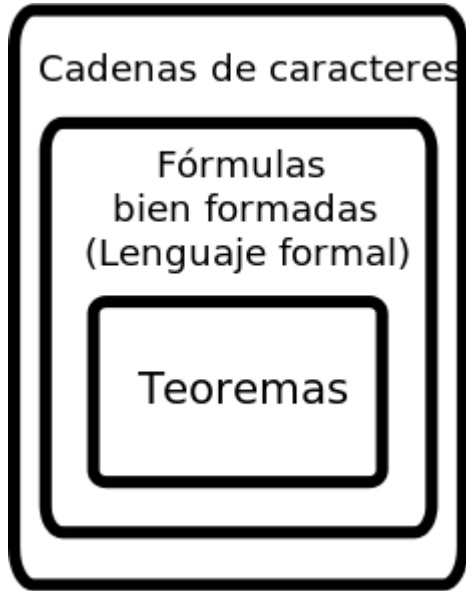 Cadenas de caracteres
Fórmulas
bien formadas
(Lenguaje formal)
Teoremas